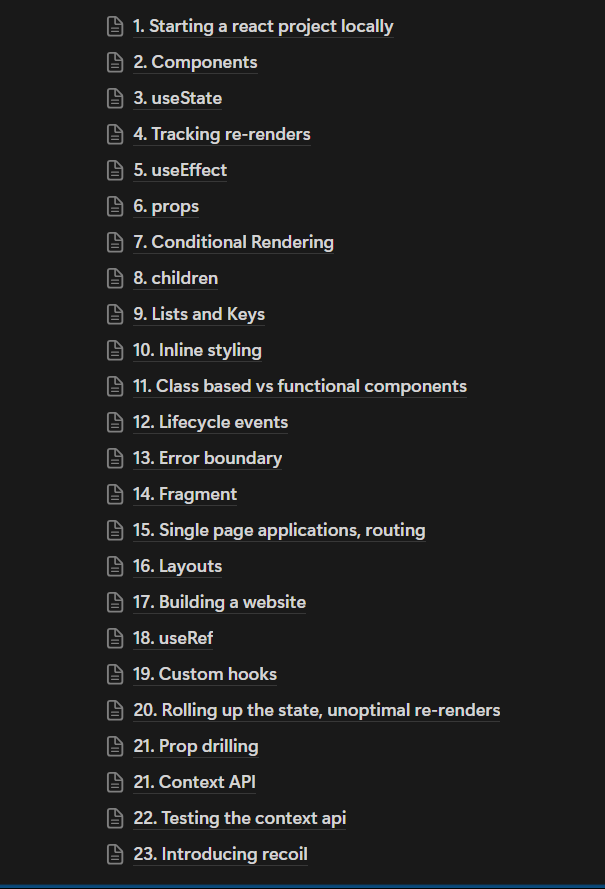 1. Starting a react project locally
2. Components
3. useState
4. Tracking re-renders
5. useEffect
6. props
7. Conditional Rendering
8. children
9. Lists and Keys
10. Inline styling
11. Class based vs functional components
12. Lifecycle events
13. Error boundary
14. Fragment
15. Single page applications, routing
16. Layouts
17. Building a website
18. useRef
19. Custom hooks
20. Rolling up the state, unoptimal re-renders
21. Prop drilling
21. Context API
22. Testing the context api
23. Introducing recoil